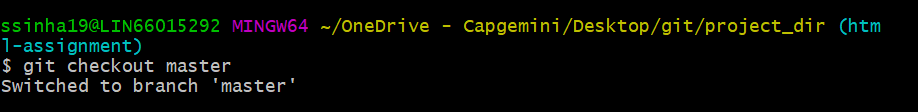 ssinha19@LIN66015292 MINGW64 ~/OneDrive - Capgemini/Desktop/git/project_dir (htm
l-assignment)
$ git checkout master
Switched to branch 'master'